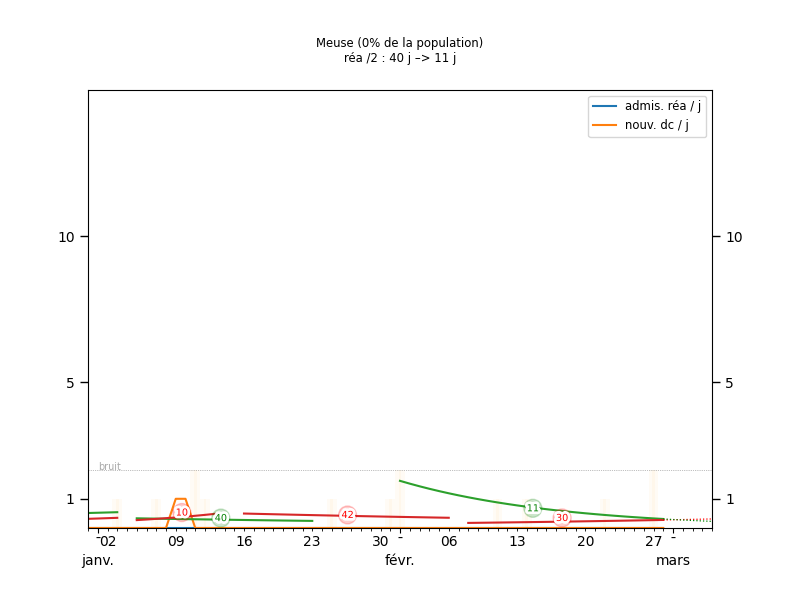 Meuse (0% de la population)
réa /2 : 40 j –> 11 j
admis. réa / j
nouv. dc / j
10
10
5
5
bruit
1
1
10
40
42
11
30
02 09 16 23 30 06 13 20 27
janv. févr. mars